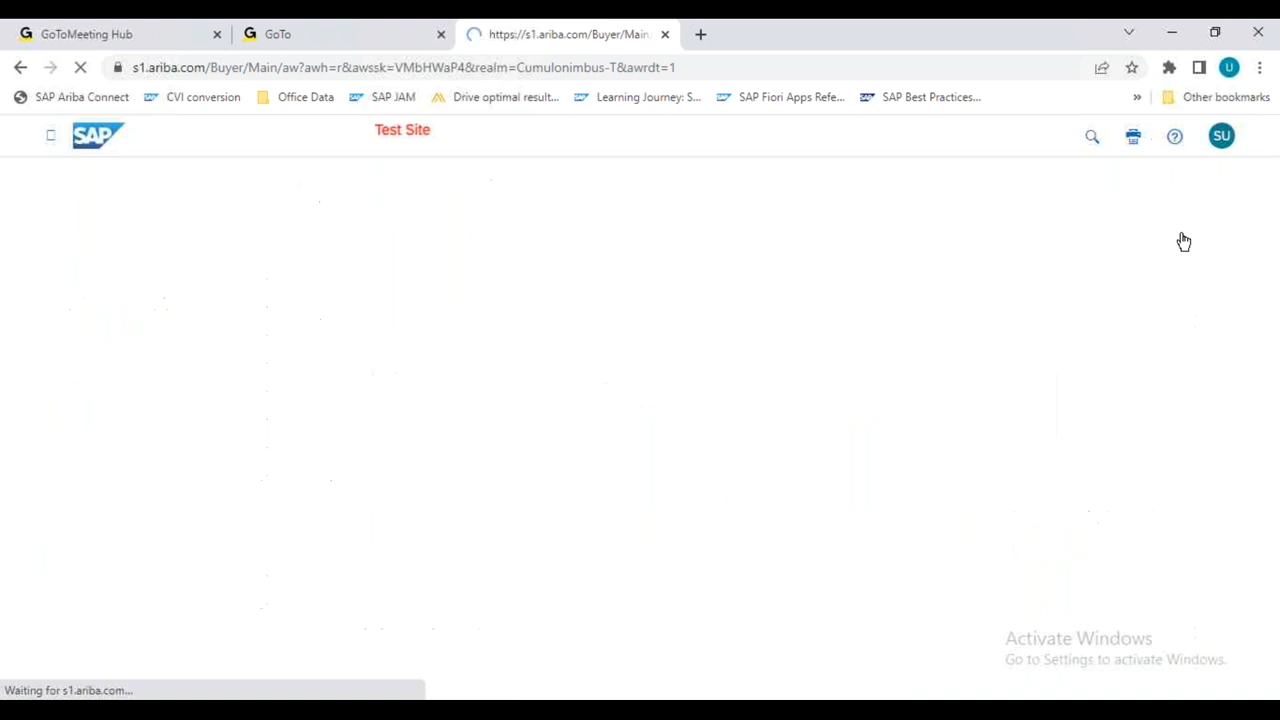 GoToMeeting Hub
GoTo
https://s1.ariba.com/Buyer/Main
s1.ariba.com/Buyer/Main/aw?awh=r&awssk=VMbHWaP4&realm=Cumulonimbus-T&awrdt=1
U
SAP Ariba Connect
CVI conversion
Office Data
SAP JAM
Drive optimal result...
Learning Journey: S...
SAP Fiori Apps Refe...
SAP Best Practices...
»
Other bookmarks
SAP
Test Site
SU
Activate Windows
Go to Settings to activate Windows.
Waiting for s1.ariba.com...